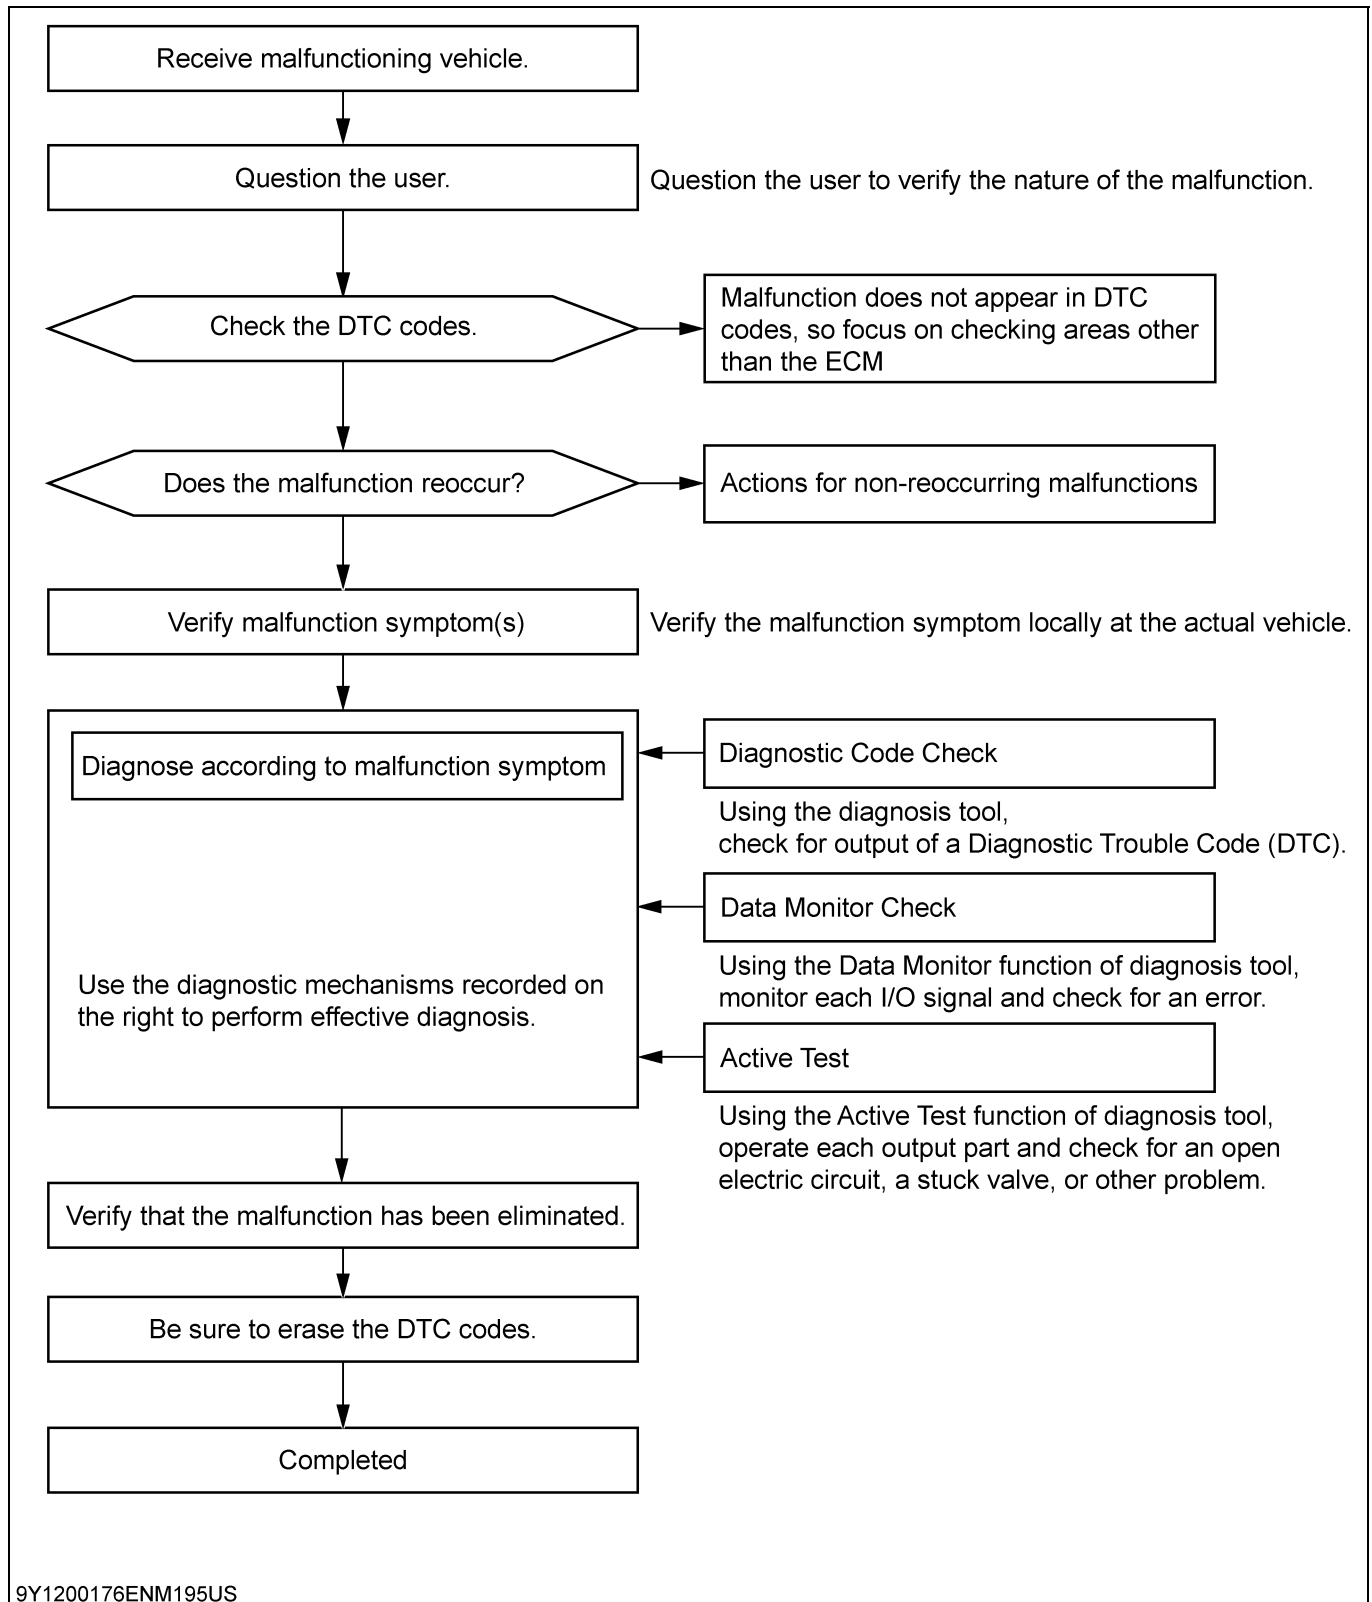 Receive malfunctioning vehicle.
Question the user.
Question the user to verify the nature of the malfunction.
Check the DTC codes.
Malfunction does not appear in DTC
codes, so focus on checking areas other
than the ECM
Does the malfunction reoccur?
Actions for non-reoccurring malfunctions
Verify malfunction symptom(s)
Verify the malfunction symptom locally at the actual vehicle.
Diagnose according to malfunction symptom
Use the diagnostic mechanisms recorded on
the right to perform effective diagnosis.
Diagnostic Code Check
Using the diagnosis tool,
check for output of a Diagnostic Trouble Code (DTC).
Data Monitor Check
Using the Data Monitor function of diagnosis tool,
monitor each I/O signal and check for an error.
Active Test
Using the Active Test function of diagnosis tool,
operate each output part and check for an open
electric circuit, a stuck valve, or other problem.
Verify that the malfunction has been eliminated.
Be sure to erase the DTC codes.
Completed
9Y1200176ENM195US